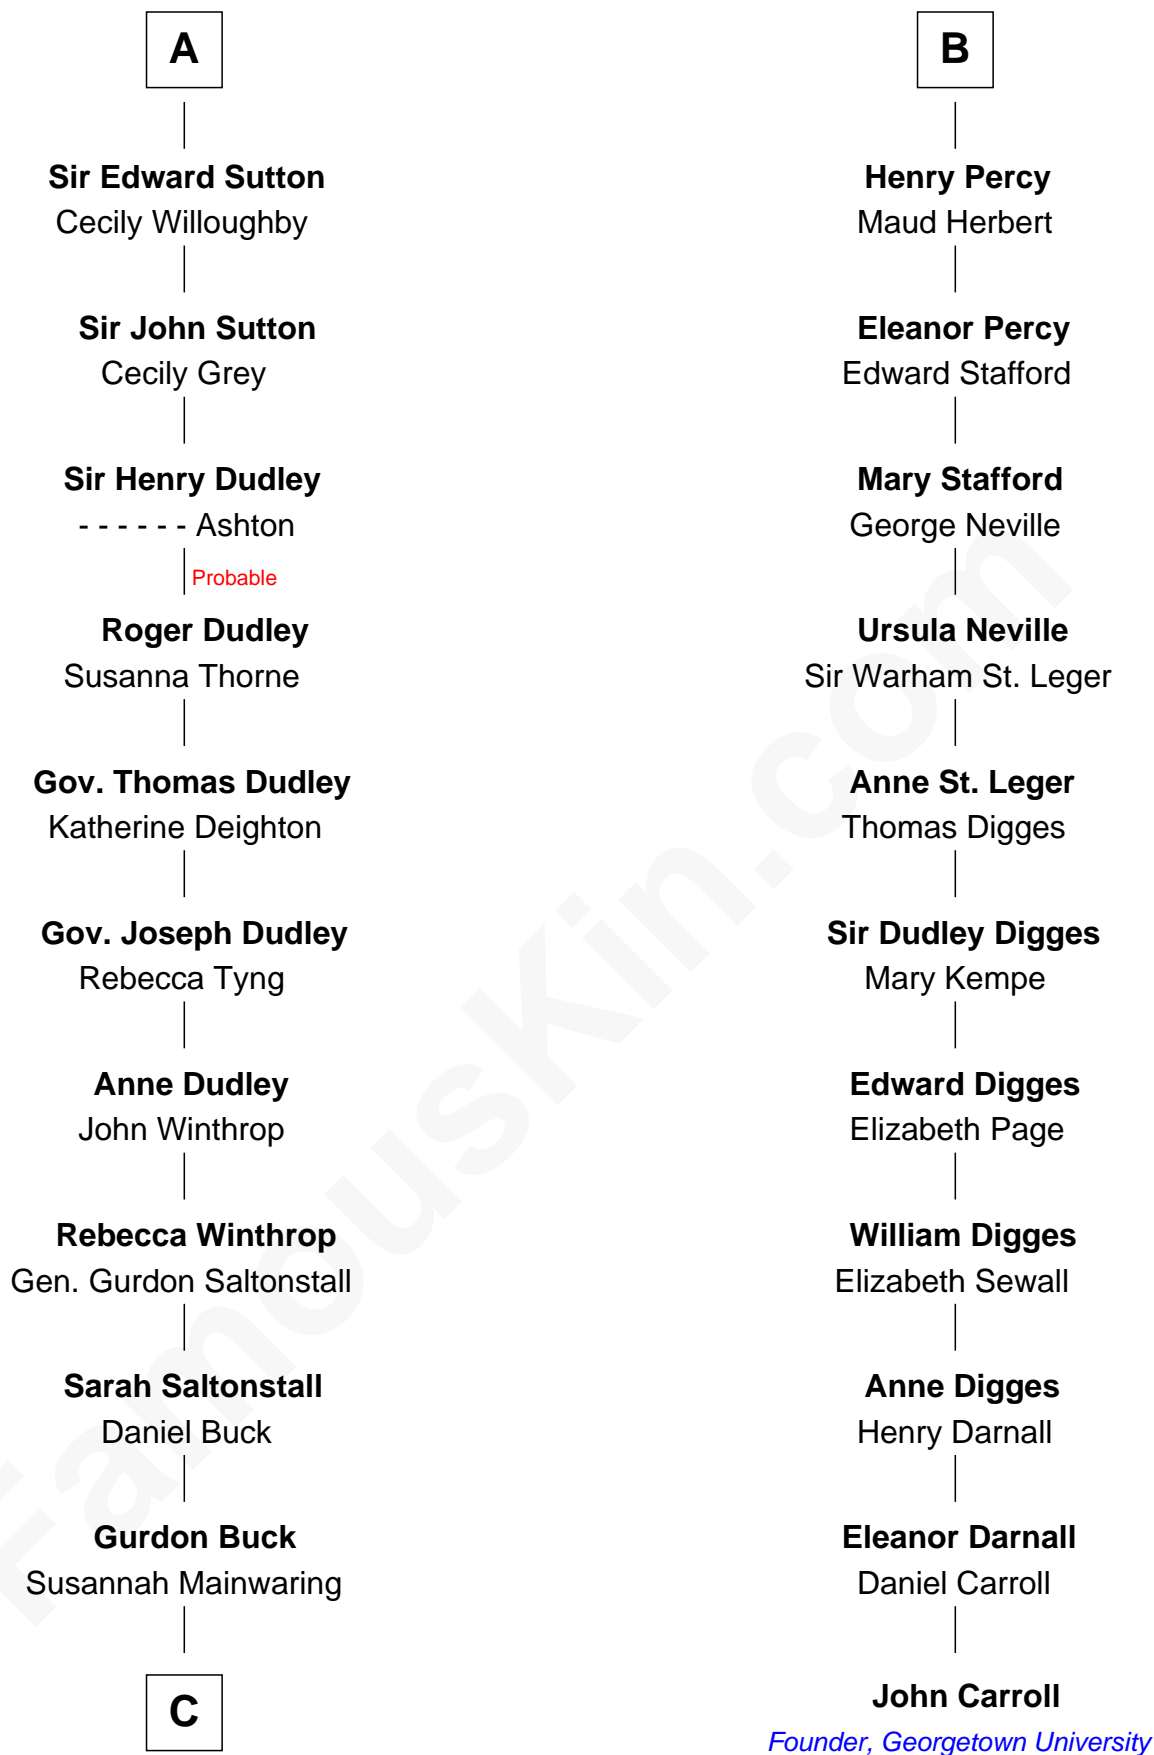 A
Sir Edward Sutton
Cecily Willoughby
Sir John Sutton
Cecily Grey
Sir Henry Dudley
- - - - - - Ashton
Probable
Roger Dudley
Susanna Thorne
Gov. Thomas Dudley
Katherine Deighton
Gov. Joseph Dudley
Rebecca Tyng
Anne Dudley
John Winthrop
Rebecca Winthrop
Gen. Gurdon Saltonstall
Sarah Saltonstall
Daniel Buck
Gurdon Buck
Susannah Mainwaring
C
B
Henry Percy
Maud Herbert
Eleanor Percy
Edward Stafford
Mary Stafford
George Neville
Ursula Neville
Sir Warham St. Leger
Anne St. Leger
Thomas Digges
Sir Dudley Digges
Mary Kempe
Edward Digges
Elizabeth Page
William Digges
Elizabeth Sewall
Anne Digges
Henry Darnall
Eleanor Darnall
Daniel Carroll
John Carroll
Founder, Georgetown University
FamousKin.com